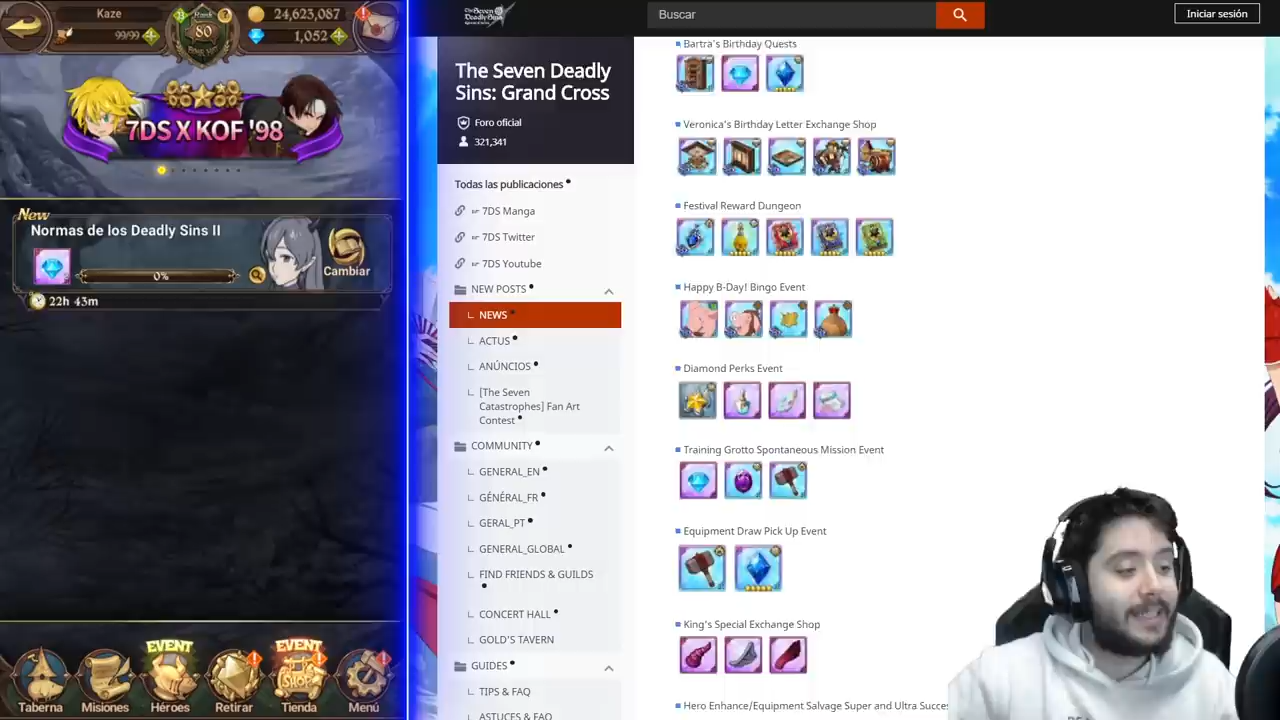 Kaze
99/99
Rank
80
24,623,087
1,052
7DS X KOF '98
New
Normas de los Deadly Sins II
0%
Cambiar
22h 43m
EVENT
EVENT
SHOP
Taberna
Misiones
Héroes
Retirar
Tienda
Menú
The Seven
Deadly Sins
Buscar
Iniciar sesión
The Seven Deadly
Sins: Grand Cross
Foro oficial
321,341
Todas las publicaciones
☞ 7DS Manga
☞ 7DS Twitter
☞ 7DS Youtube
NEW POSTS
NEWS
ACTUS
ANÚNCIOS
[The Seven
Catastrophes] Fan Art
Contest
COMMUNITY
GENERAL_EN
GÉNÉRAL_FR
GERAL_PT
GENERAL_GLOBAL
FIND FRIENDS & GUILDS
CONCERT HALL
GOLD'S TAVERN
GUIDES
TIPS & FAQ
ASTUCES & FAQ
Bartra's Birthday Quests
Veronica's Birthday Letter Exchange Shop
Festival Reward Dungeon
Happy B-Day! Bingo Event
Diamond Perks Event
Training Grotto Spontaneous Mission Event
Equipment Draw Pick Up Event
King's Special Exchange Shop
Hero Enhance/Equipment Salvage Super and Ultra